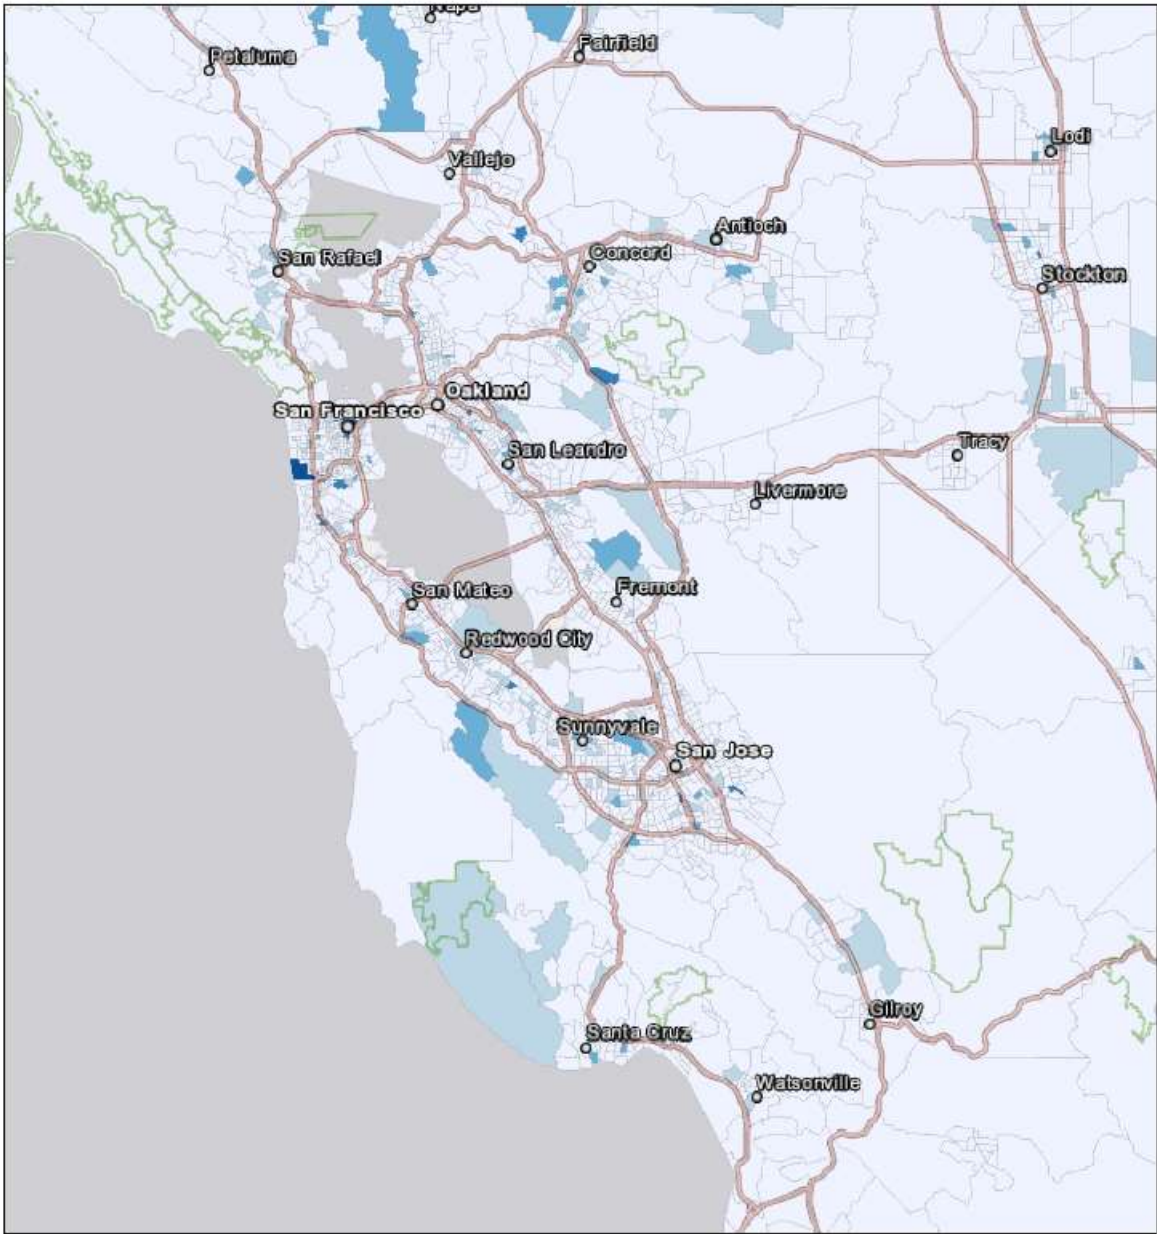 Napa
Fairfield
Petaluma
Lodi
Vallejo
Antioch
Concord
San Rafael
Stockton
Oakland
San Francisco
Tracy
San Leandro
Livermore
Fremont
San Mateo
Redwood City
Sunnyvale
San Jose
Gilroy
Santa Cruz
Watsonville